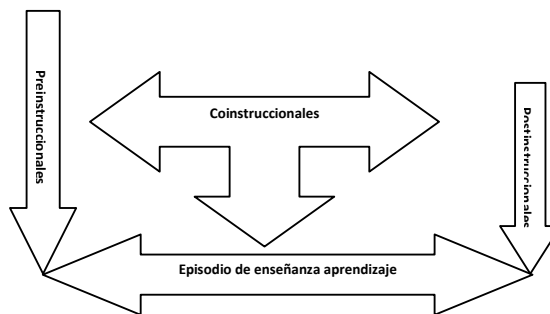 Preinstruccionales
Coinstruccionales
Postinstruccionales
Episodio de enseñanza aprendizaje